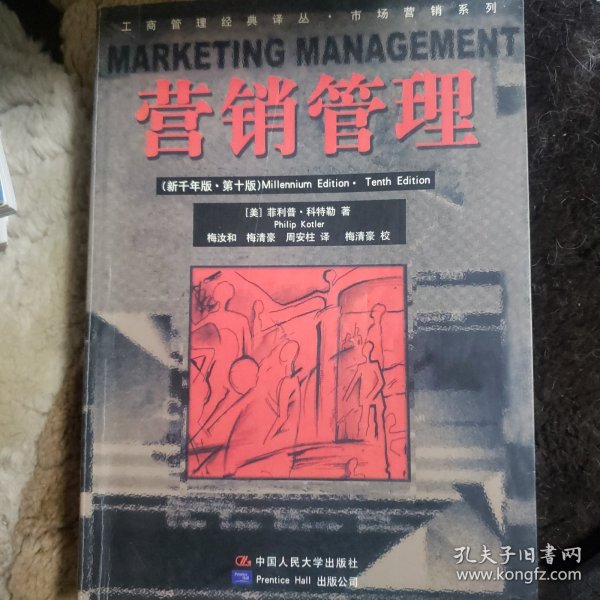 工商管理经典译丛·市场营销系列
MARKETING MANAGEMENT
营销管理
(新千年版·第十版)Millennium Edition· Tenth Edition
[美] 菲利普·科特勒 著
Philip Kotler
梅汝和 梅清豪 周安柱 译 梅清豪 校
中国人民大学出版社
Prentice Hall
Prentice Hall 出版公司
孔夫子旧书网
www.kongfz.com